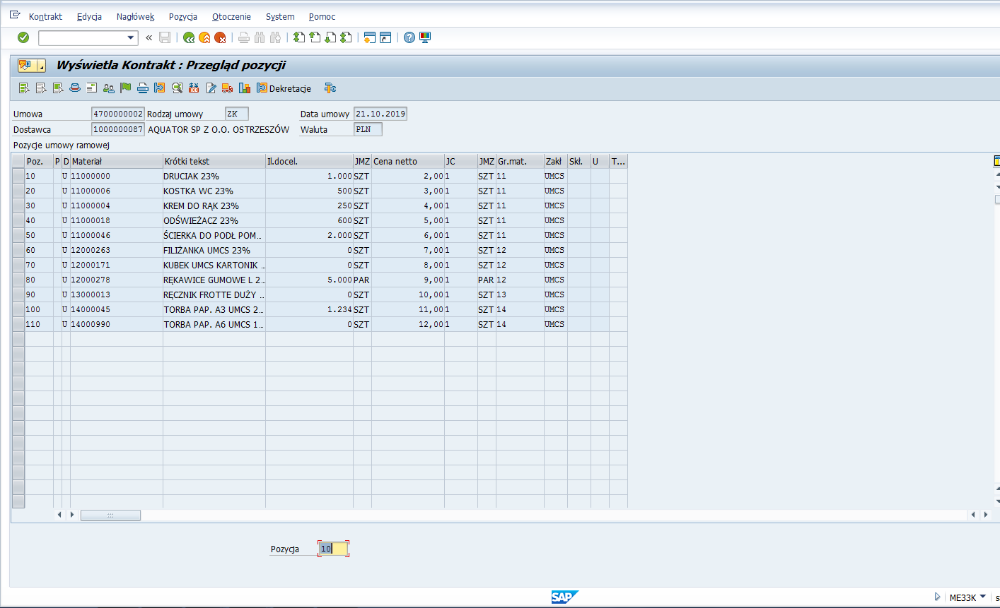 Kontrakt Edycja Nagłówek Pozycja Otoczenie System Pomoc
Wyświetla Kontrakt : Przegląd pozycji
Dekretacje
Umowa 4700000002 Rodzaj umowy ZK Data umowy 21.10.2019
Dostawca 1000000087 AQUATOR SP Z O.O. OSTRZESZÓW Waluta PLN
Pozycje umowy ramowej
Poz. P D Materiał Krótki tekst Il.docel. JMZ Cena netto JC JMZ Gr.mat. Zakł Skł. U T...
10 U 11000000 DRUCIAK 23% 1.000 SZT 2,00 1 SZT 11 UMCS
20 U 11000006 KOSTKA WC 23% 500 SZT 3,00 1 SZT 11 UMCS
30 U 11000004 KREM DO RĄK 23% 250 SZT 4,00 1 SZT 11 UMCS
40 U 11000018 ODŚWIEŻACZ 23% 600 SZT 5,00 1 SZT 11 UMCS
50 U 11000046 ŚCIERKA DO PODŁ POM... 2.000 SZT 6,00 1 SZT 11 UMCS
60 U 12000263 FILIŻANKA UMCS 23% 0 SZT 7,00 1 SZT 12 UMCS
70 U 12000171 KUBEK UMCS KARTONIK ... 0 SZT 8,00 1 SZT 12 UMCS
80 U 12000278 RĘKAWICE GUMOWE L 2... 5.000 PAR 9,00 1 PAR 12 UMCS
90 U 13000013 RĘCZNIK FROTTE DUŻY ... 0 SZT 10,00 1 SZT 13 UMCS
100 U 14000045 TORBA PAP. A3 UMCS 2... 1.234 SZT 11,00 1 SZT 14 UMCS
110 U 14000990 TORBA PAP. A6 UMCS 1... 0 SZT 12,00 1 SZT 14 UMCS
Pozycja 10
SAP ME33K s